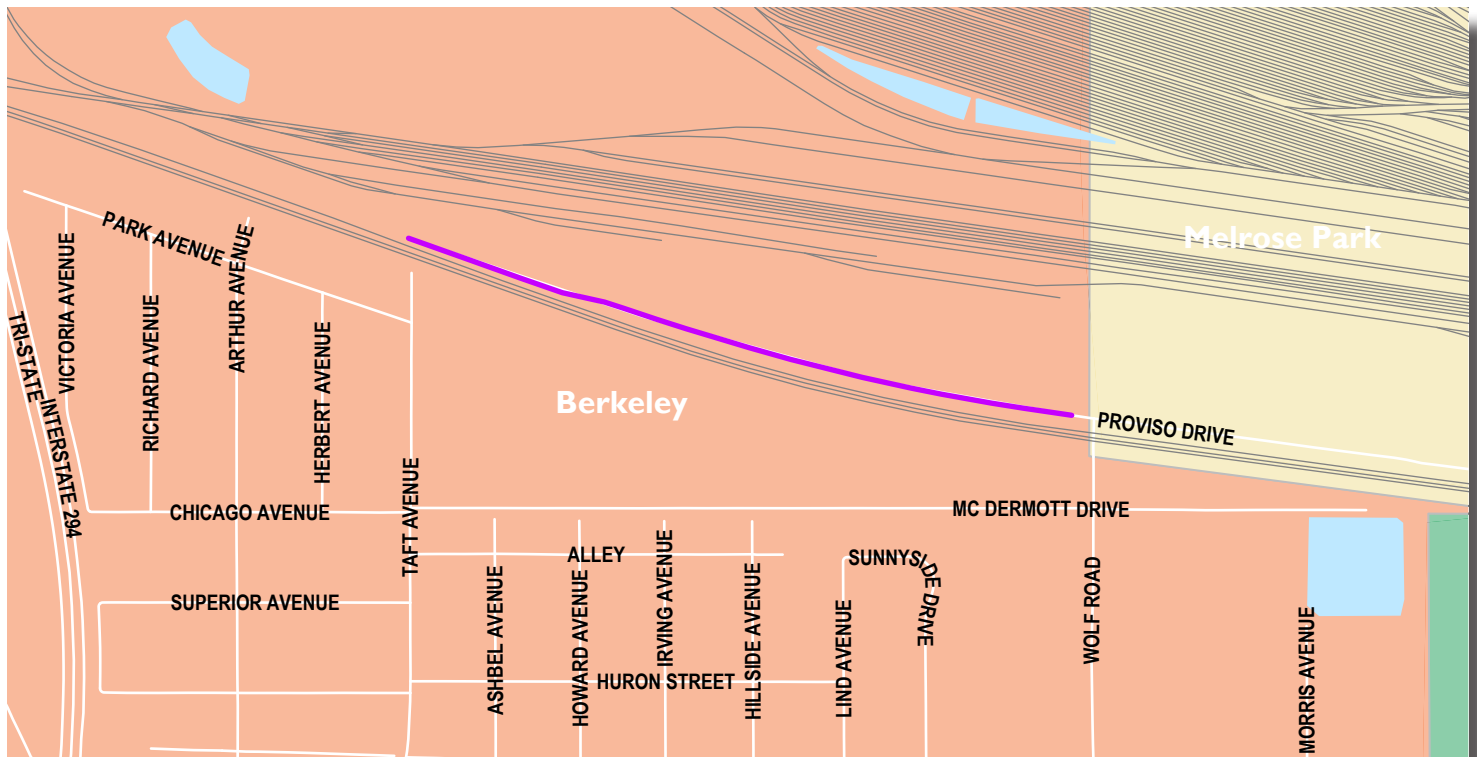 Melrose Park
PARK AVENUE
VICTORIA AVENUE
RICHARD AVENUE
ARTHUR AVENUE
HERBERT AVENUE
TRI-STATE
INTERSTATE 294
Berkeley
PROVISO DRIVE
TAFT AVENUE
CHICAGO AVENUE
MC DERMOTT DRIVE
ALLEY
SUNNYSIDE DRIVE
SUPERIOR AVENUE
ASHBEL AVENUE
HOWARD AVENUE
IRVING AVENUE
HILLSIDE AVENUE
LIND AVENUE
WOLF ROAD
MORRIS AVENUE
HURON STREET